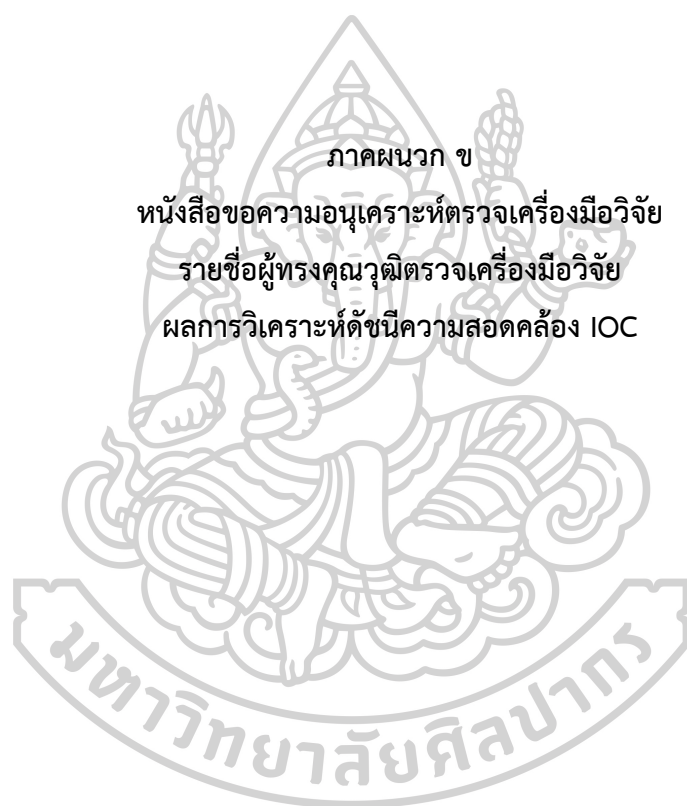 ภาคผนวก ข
หนังสือขอความอนุเคราะห์ตรวจเครื่องมือวิจัย
รายชื่อผู้ทรงคุณวุฒิตรวจเครื่องมือวิจัย
ผลการวิเคราะห์ดัชนีความสอดคล้อง IOC
มหาวิทยาลัยศิลปากร